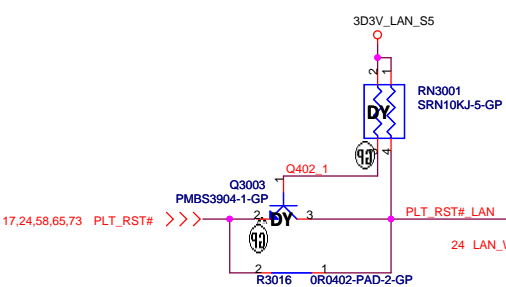 3D3V_LAN_S5
2 1
RN3001
SRN10KJ-5-GP
DY
3 4
Q402_1
1
Q3003
PMBS3904-1-GP
17,24,58,65,73 PLT_RST#
2 DY 3
PLT_RST#_LAN
24 LAN_W
2 1
R3016 0R0402-PAD-2-GP